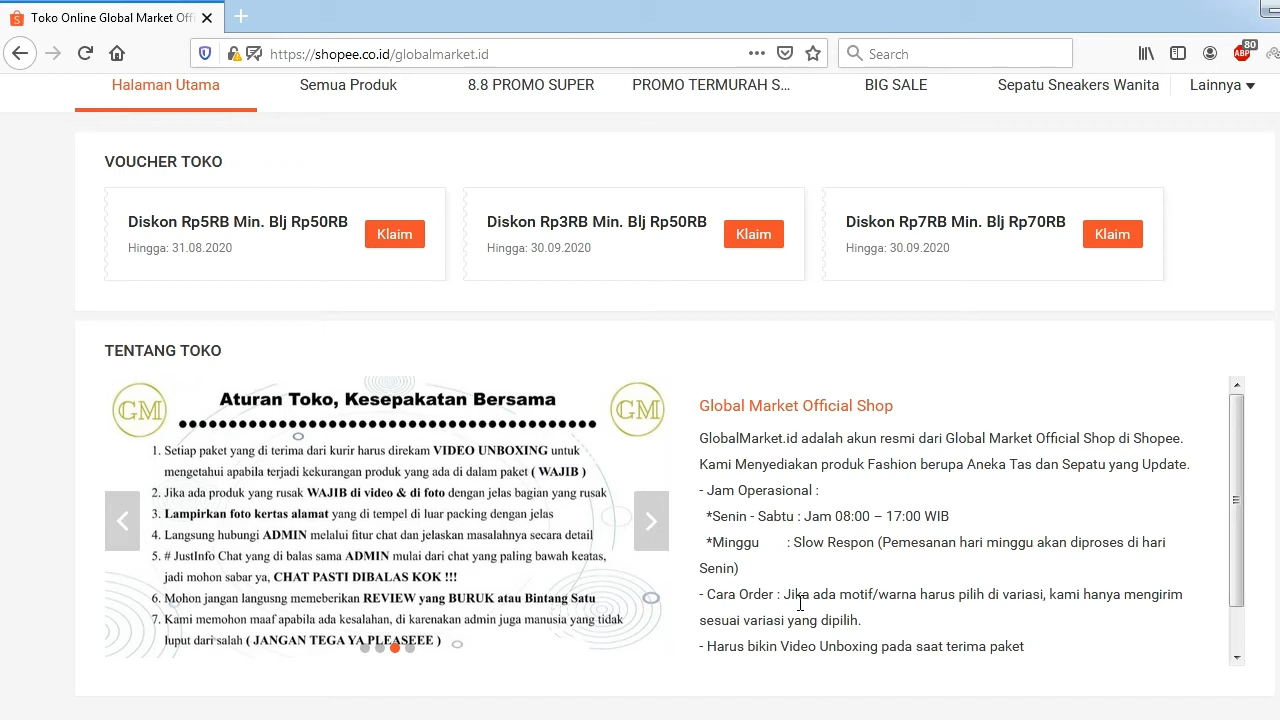 Toko Online Global Market Offi
https://shopee.co.id/globalmarket.id
Search
ABP
80
Halaman Utama
Semua Produk
8.8 PROMO SUPER
PROMO TERMURAH S...
BIG SALE
Sepatu Sneakers Wanita
Lainnya
VOUCHER TOKO
Diskon Rp5RB Min. Blj Rp50RB
Hingga: 31.08.2020
Klaim
Diskon Rp3RB Min. Blj Rp50RB
Hingga: 30.09.2020
Klaim
Diskon Rp7RB Min. Blj Rp70RB
Hingga: 30.09.2020
Klaim
TENTANG TOKO
GM
Aturan Toko, Kesepakatan Bersama
GM
1. Setiap paket yang di terima dari kurir harus direkam VIDEO UNBOXING untuk
mengetahui apabila terjadi kekurangan produk yang ada di dalam paket ( WAJIB )
2. Jika ada produk yang rusak WAJIB di video & di foto dengan jelas bagian yang rusak
3. Lampirkan foto kertas alamat yang di tempel di luar packing dengan jelas
4. Langsung hubungi ADMIN melalui fitur chat dan jelaskan masalahnya secara detail
5. # JustInfo Chat yang di balas sama ADMIN mulai dari chat yang paling bawah keatas,
jadi mohon sabar ya, CHAT PASTI DIBALAS KOK !!!
6. Mohon jangan langsung memeberikan REVIEW yang BURUK atau Bintang Satu
7. Kami memohon maaf apabila ada kesalahan, di karenakan admin juga manusia yang tidak
luput dari salah ( JANGAN TEGA YA PLEASEEE )
Global Market Official Shop
GlobalMarket.id adalah akun resmi dari Global Market Official Shop di Shopee.
Kami Menyediakan produk Fashion berupa Aneka Tas dan Sepatu yang Update.
- Jam Operasional :
*Senin - Sabtu : Jam 08:00 – 17:00 WIB
*Minggu : Slow Respon (Pemesanan hari minggu akan diproses di hari
Senin)
- Cara Order : Jika ada motif/warna harus pilih di variasi, kami hanya mengirim
sesuai variasi yang dipilih.
- Harus bikin Video Unboxing pada saat terima paket